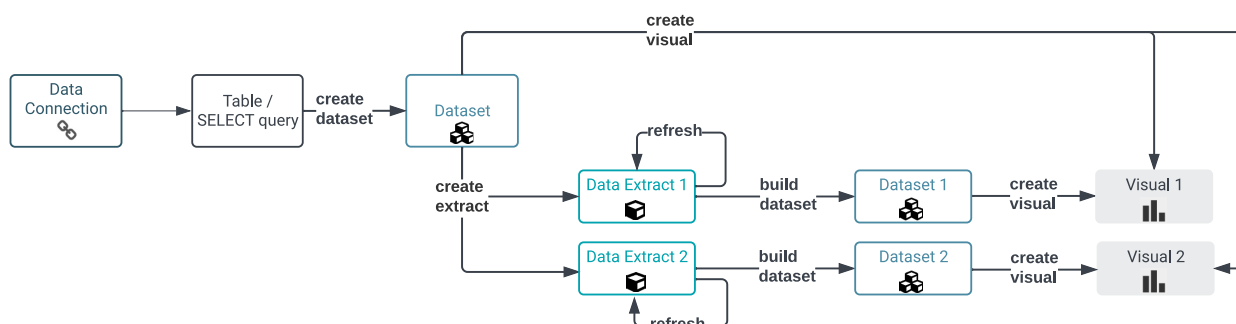 create
visual
Data
Connection
Table /
SELECT query
create
dataset
Dataset
refresh
create
extract
Data Extract 1
build
dataset
Dataset 1
create
visual
Visual 1
Data Extract 2
build
dataset
Dataset 2
create
visual
Visual 2
refresh